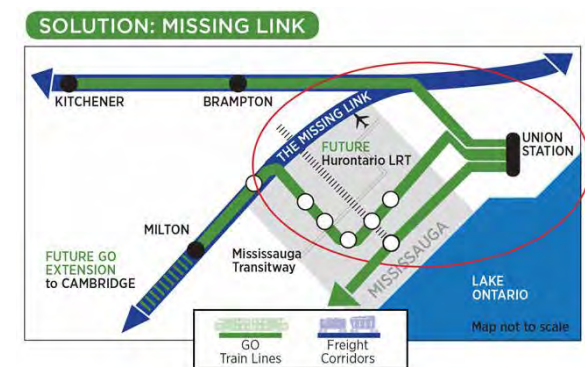 SOLUTION: MISSING LINK
KITCHENER
BRAMPTON
THE MISSING LINK
FUTURE
Hurontario LRT
UNION
STATION
MILTON
Mississauga
Transitway
MISSISSAUGA
FUTURE GO
EXTENSION
to CAMBRIDGE
LAKE
ONTARIO
Map not to scale
GO
Train Lines
Freight
Corridors